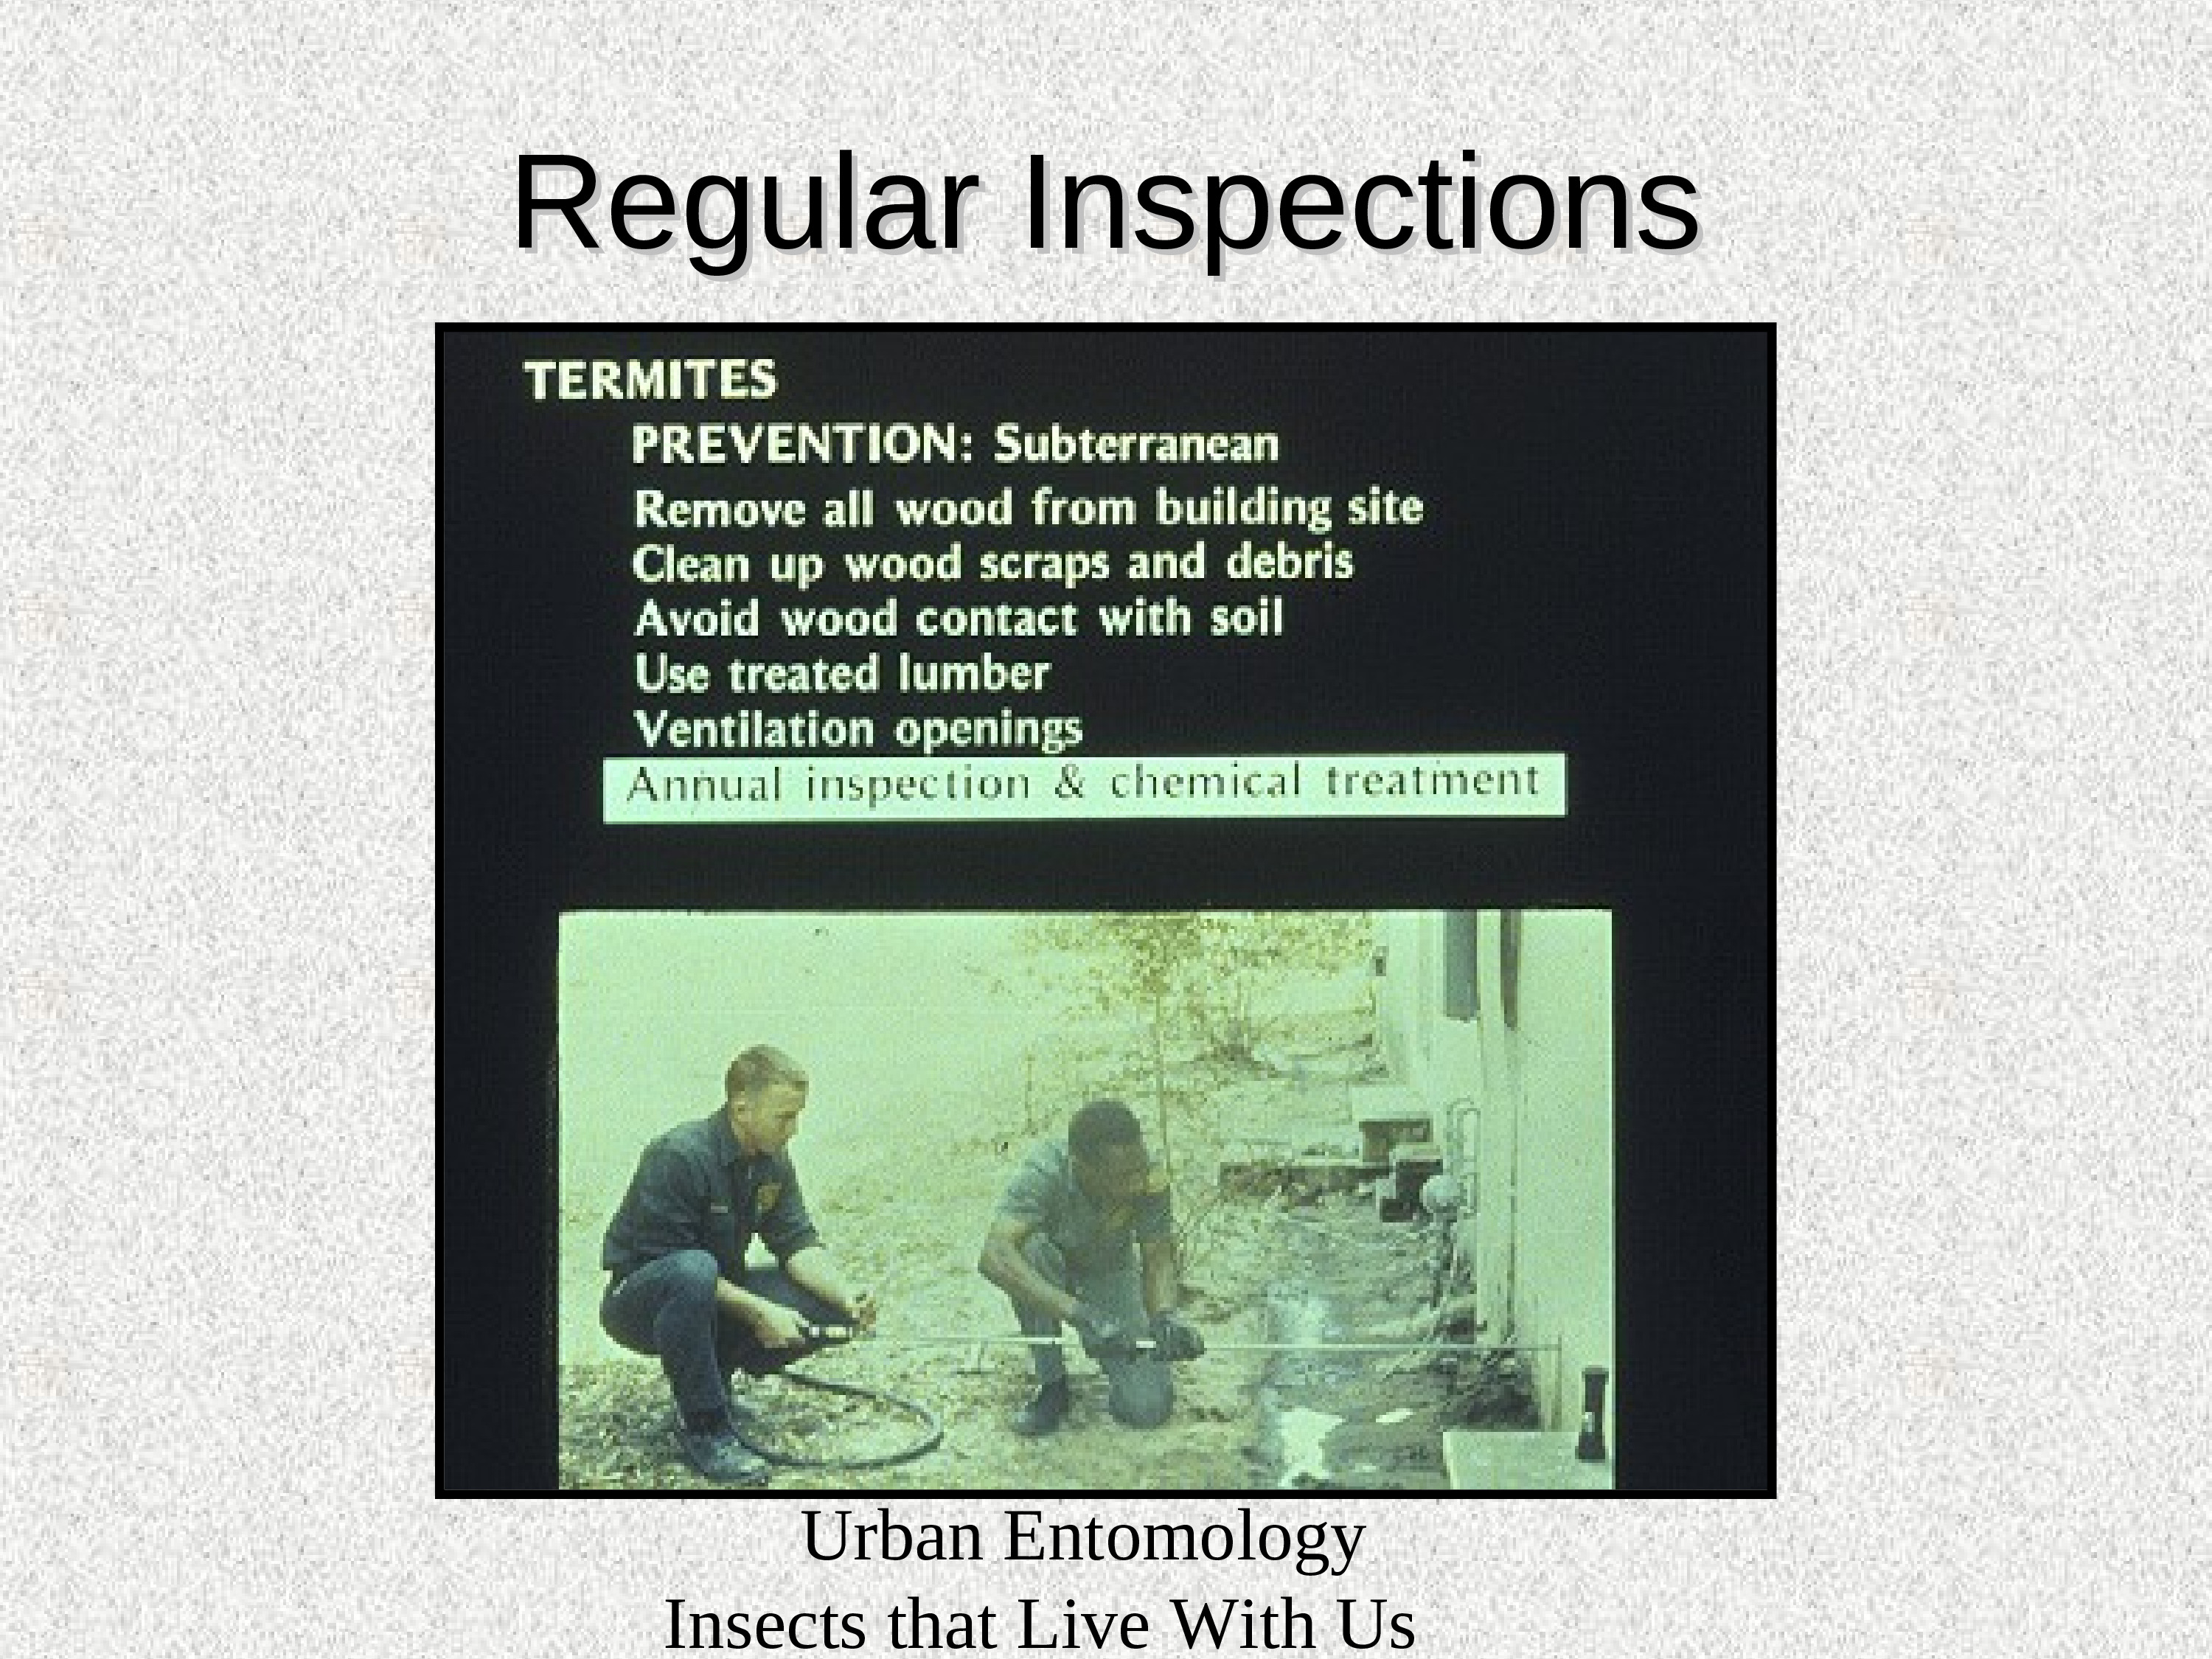 Regular Inspections
TERMITES
PREVENTION: Subterranean
Remove all wood from building site
Clean up wood scraps and debris
Avoid wood contact with soil
Use treated lumber
Ventilation openings
Annual inspection & chemical treatment
Urban Entomology
Insects that Live With Us